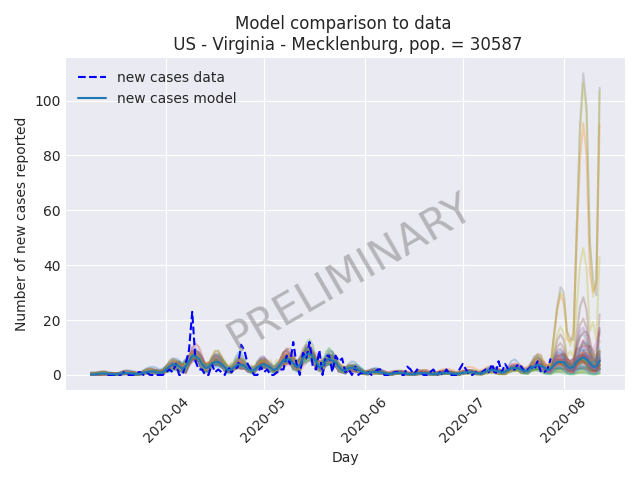 Model comparison to data
US - Virginia - Mecklenburg, pop. = 30587
new cases data
new cases model
PRELIMINARY
Number of new cases reported
100
80
60
40
20
0
2020-04
2020-05
2020-06
2020-07
2020-08
Day